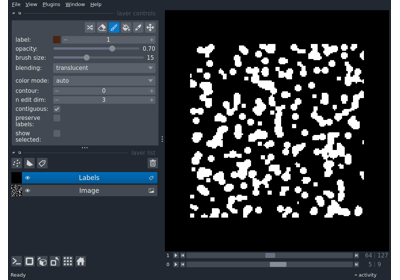 File View Plugins Window Help
layer controls
label: 1
opacity: 0.70
brush size: 15
blending: translucent
color mode: auto
contour: 0
n edit dim: 3
contiguous:
preserve
labels:
show
selected:
layer list
Labels
Image
1 64 127
0 5 9
Ready activity